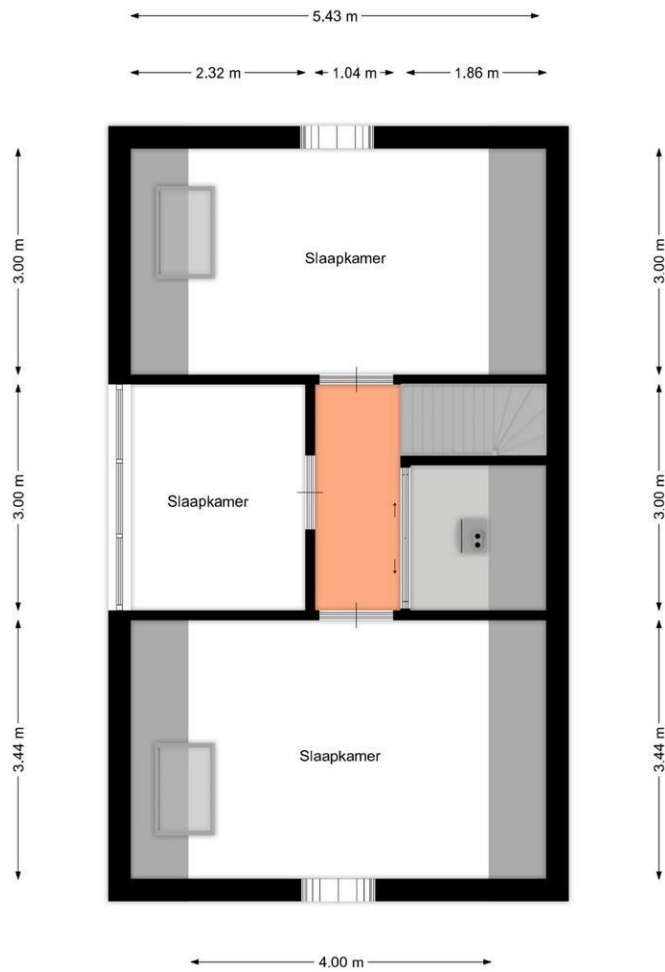 5.43 m
2.32 m
1.04 m
1.86 m
3.00 m
Slaapkamer
3.00 m
3.00 m
Slaapkamer
3.00 m
3.44 m
Slaapkamer
3.44 m
4.00 m